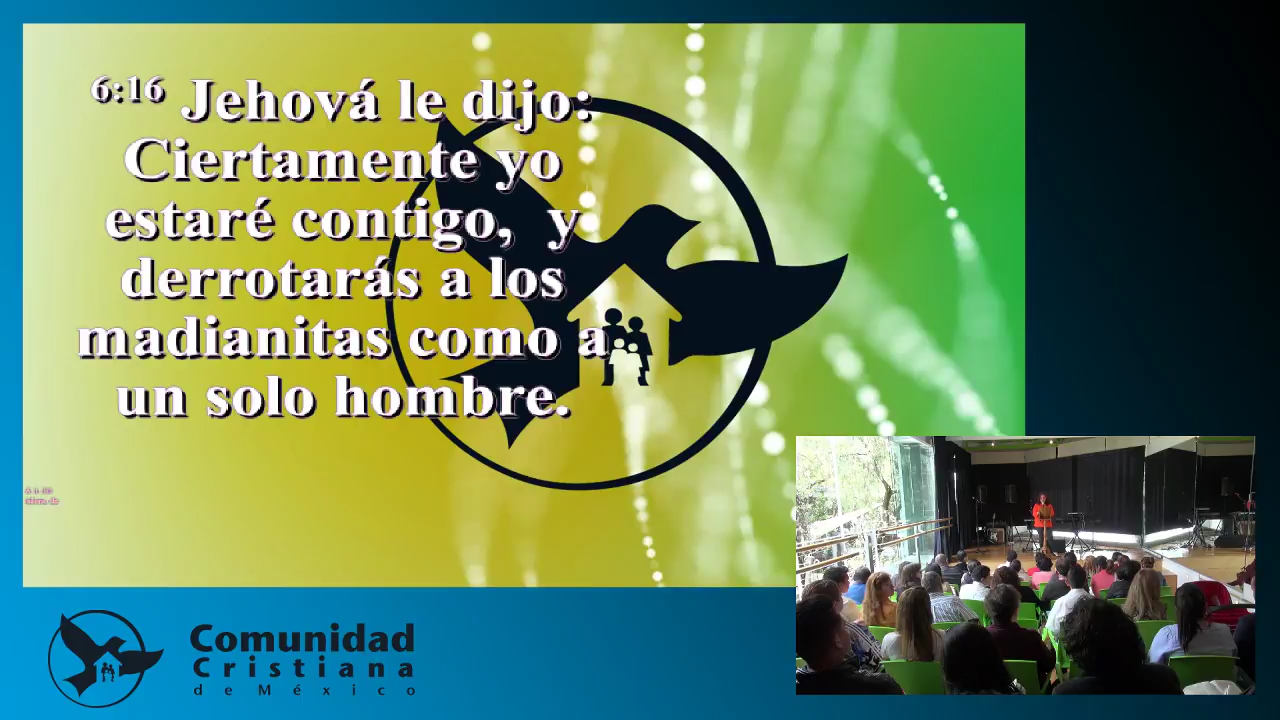 6:16 Jehová le dijo:
Ciertamente yo
estaré contigo, y
derrotarás a los
madianitas como a
un solo hombre.
Comunidad
Cristiana
de México